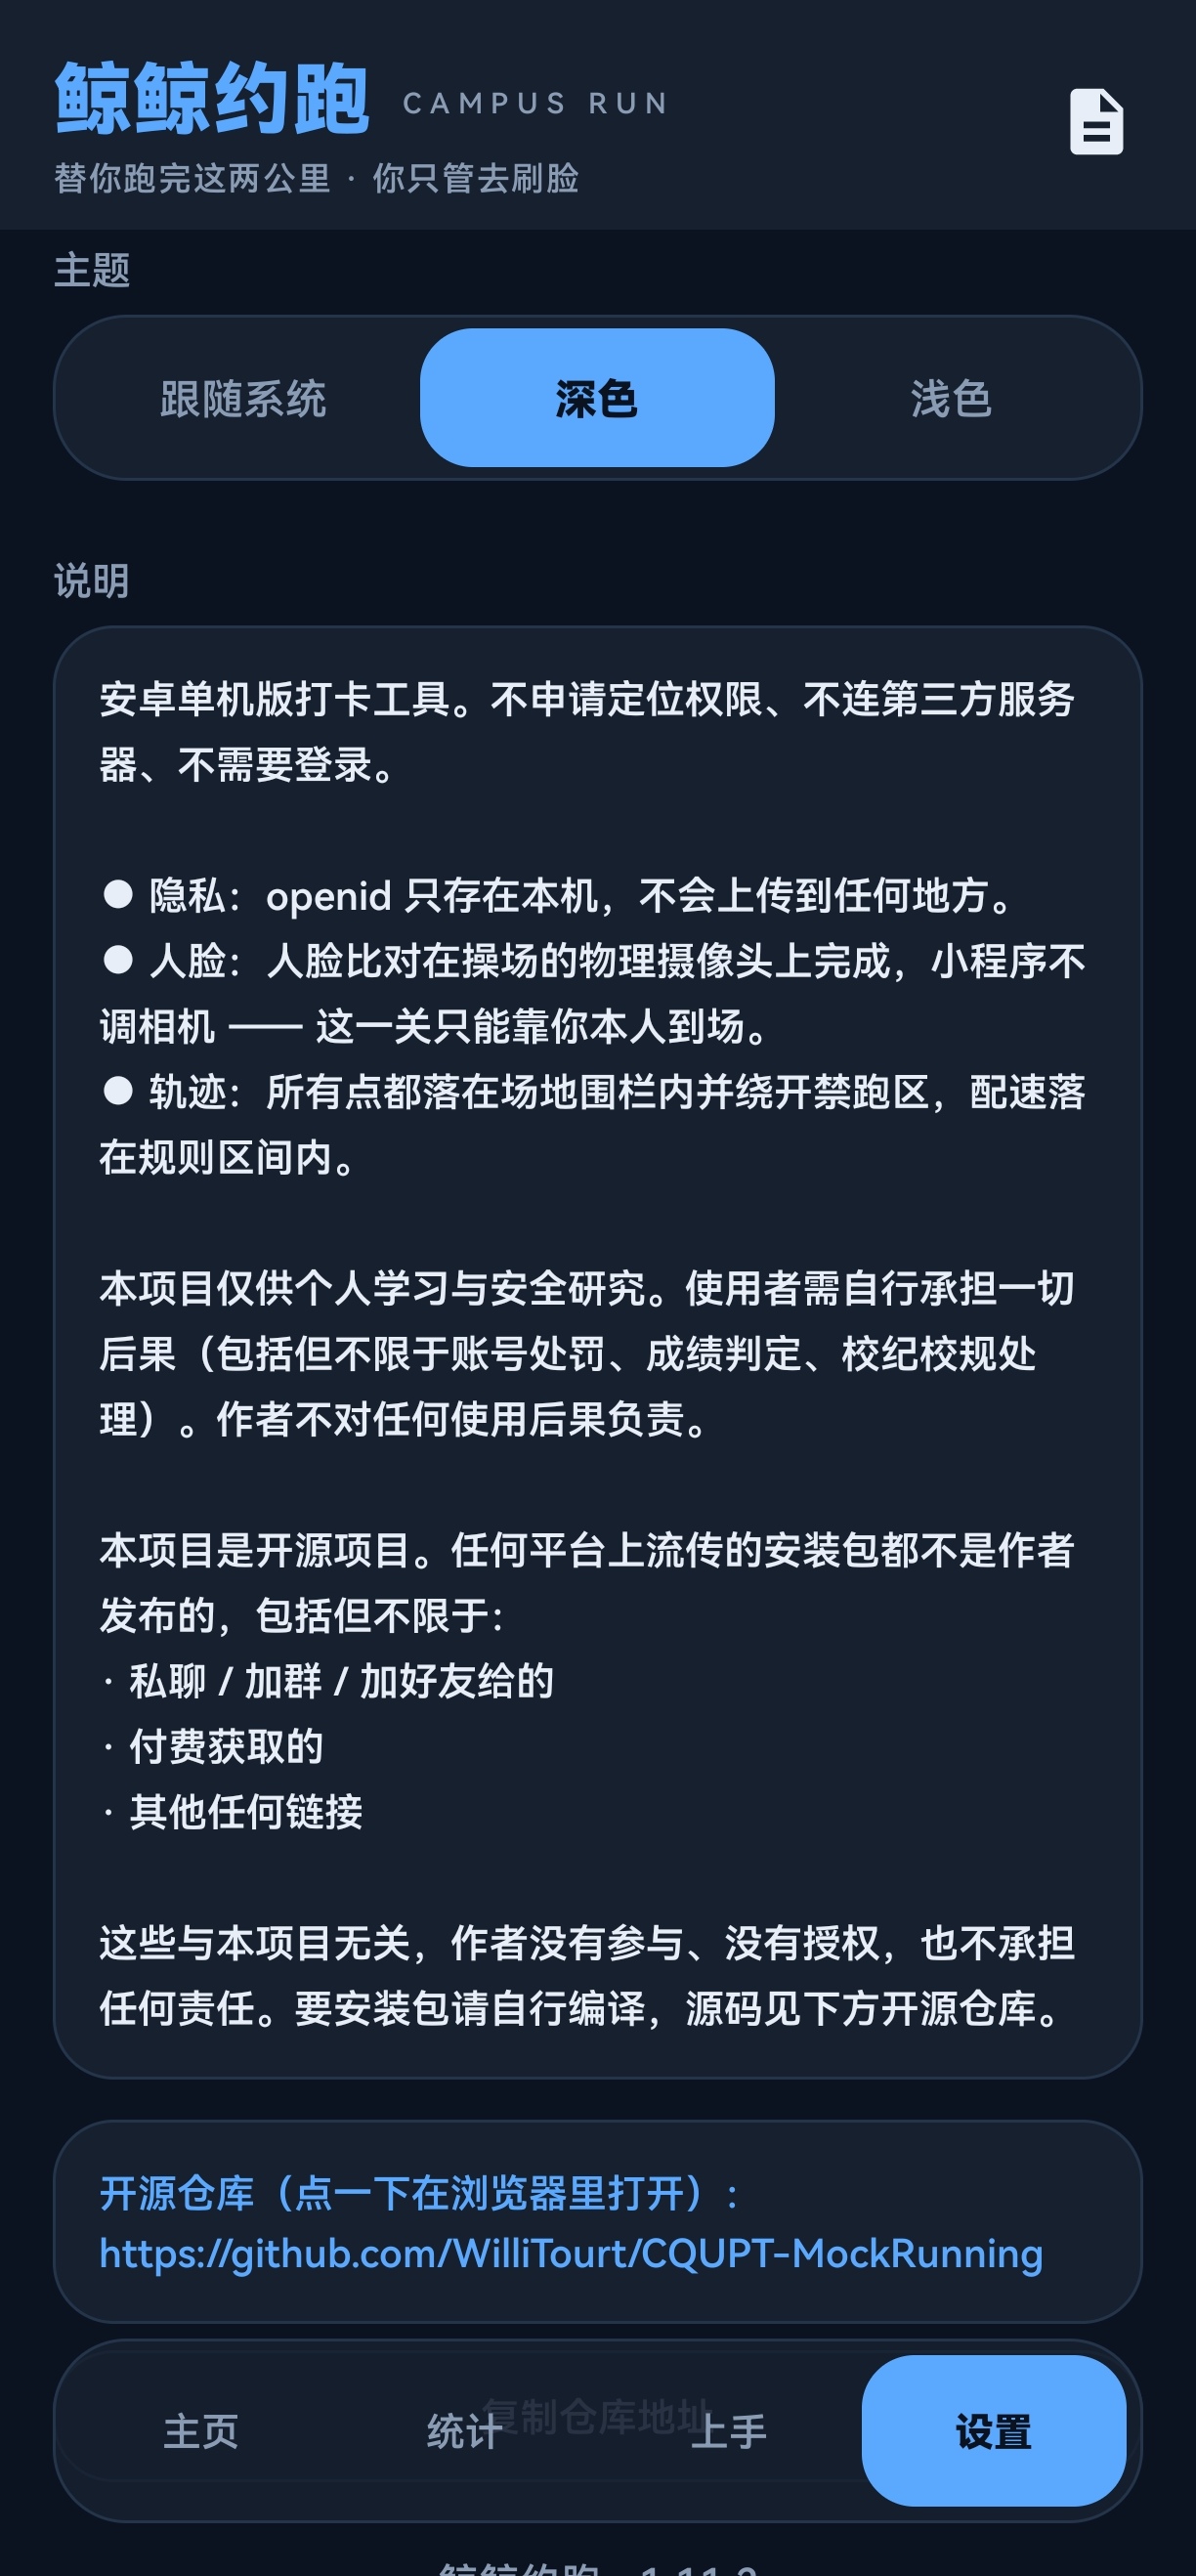 鲸鲸约跑 CAMPUS RUN
替你跑完这两公里 · 你只管去刷脸
主题
跟随系统 深色 浅色
说明
安卓单机版打卡工具。不申请定位权限、不连第三方服务
器、不需要登录。
● 隐私：openid 只存在本机，不会上传到任何地方。
● 人脸：人脸比对在操场的物理摄像头上完成，小程序不
调相机 —— 这一关只能靠你本人到场。
● 轨迹：所有点都落在场地围栏内并绕开禁跑区，配速落
在规则区间内。
本项目仅供个人学习与安全研究。使用者需自行承担一切
后果（包括但不限于账号处罚、成绩判定、校纪校规处
理）。作者不对任何使用后果负责。
本项目是开源项目。任何平台上流传的安装包都不是作者
发布的，包括但不限于：
· 私聊 / 加群 / 加好友给的
· 付费获取的
· 其他任何链接
这些与本项目无关，作者没有参与、没有授权，也不承担
任何责任。要安装包请自行编译，源码见下方开源仓库。
开源仓库（点一下在浏览器里打开）：
https://github.com/WilliTourt/CQUPT-MockRunning
复制仓库地址
主页 统计 上手 设置
鲸鲸约跑